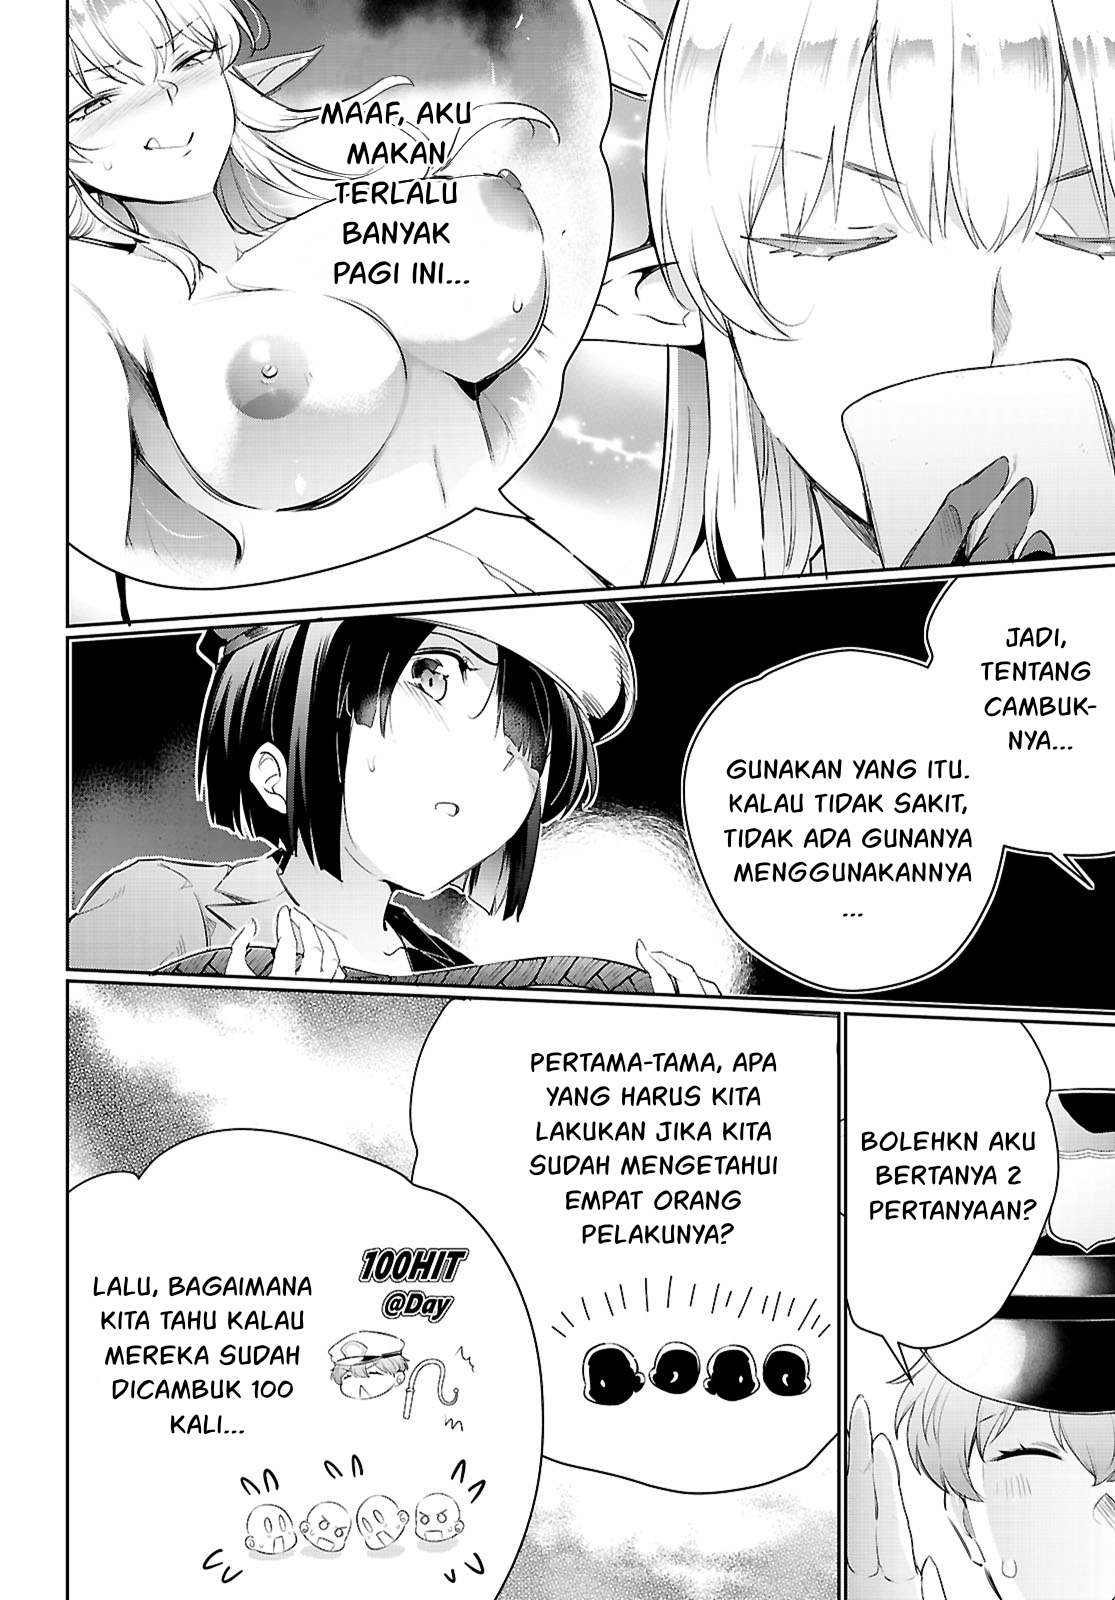 MAAF, AKU
MAKAN
TERLALU
BANYAK
PAGI INI...
JADI,
TENTANG
CAMBUK-
NYA...
GUNAKAN YANG ITU.
KALAU TIDAK SAKIT,
TIDAK ADA GUNANYA
MENGGUNAKANNYA
...
BOLEHKN AKU
BERTANYA 2
PERTANYAAN?
PERTAMA-TAMA, APA
YANG HARUS KITA
LAKUKAN JIKA KITA
SUDAH MENGETAHUI
EMPAT ORANG
PELAKUNYA?
LALU, BAGAIMANA
KITA TAHU KALAU
MEREKA SUDAH
DICAMBUK 100
KALI...
100HIT
@Day